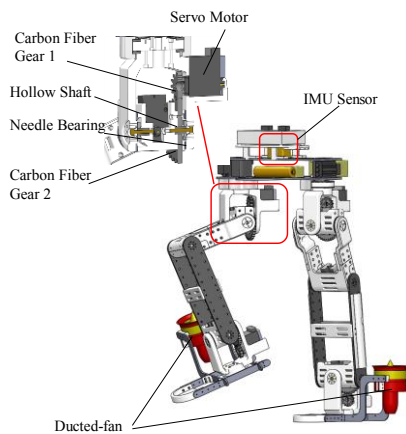 Servo Motor
Carbon Fiber
Gear 1
Hollow Shaft
IMU Sensor
Needle Bearing
Carbon Fiber
Gear 2
Ducted-fan